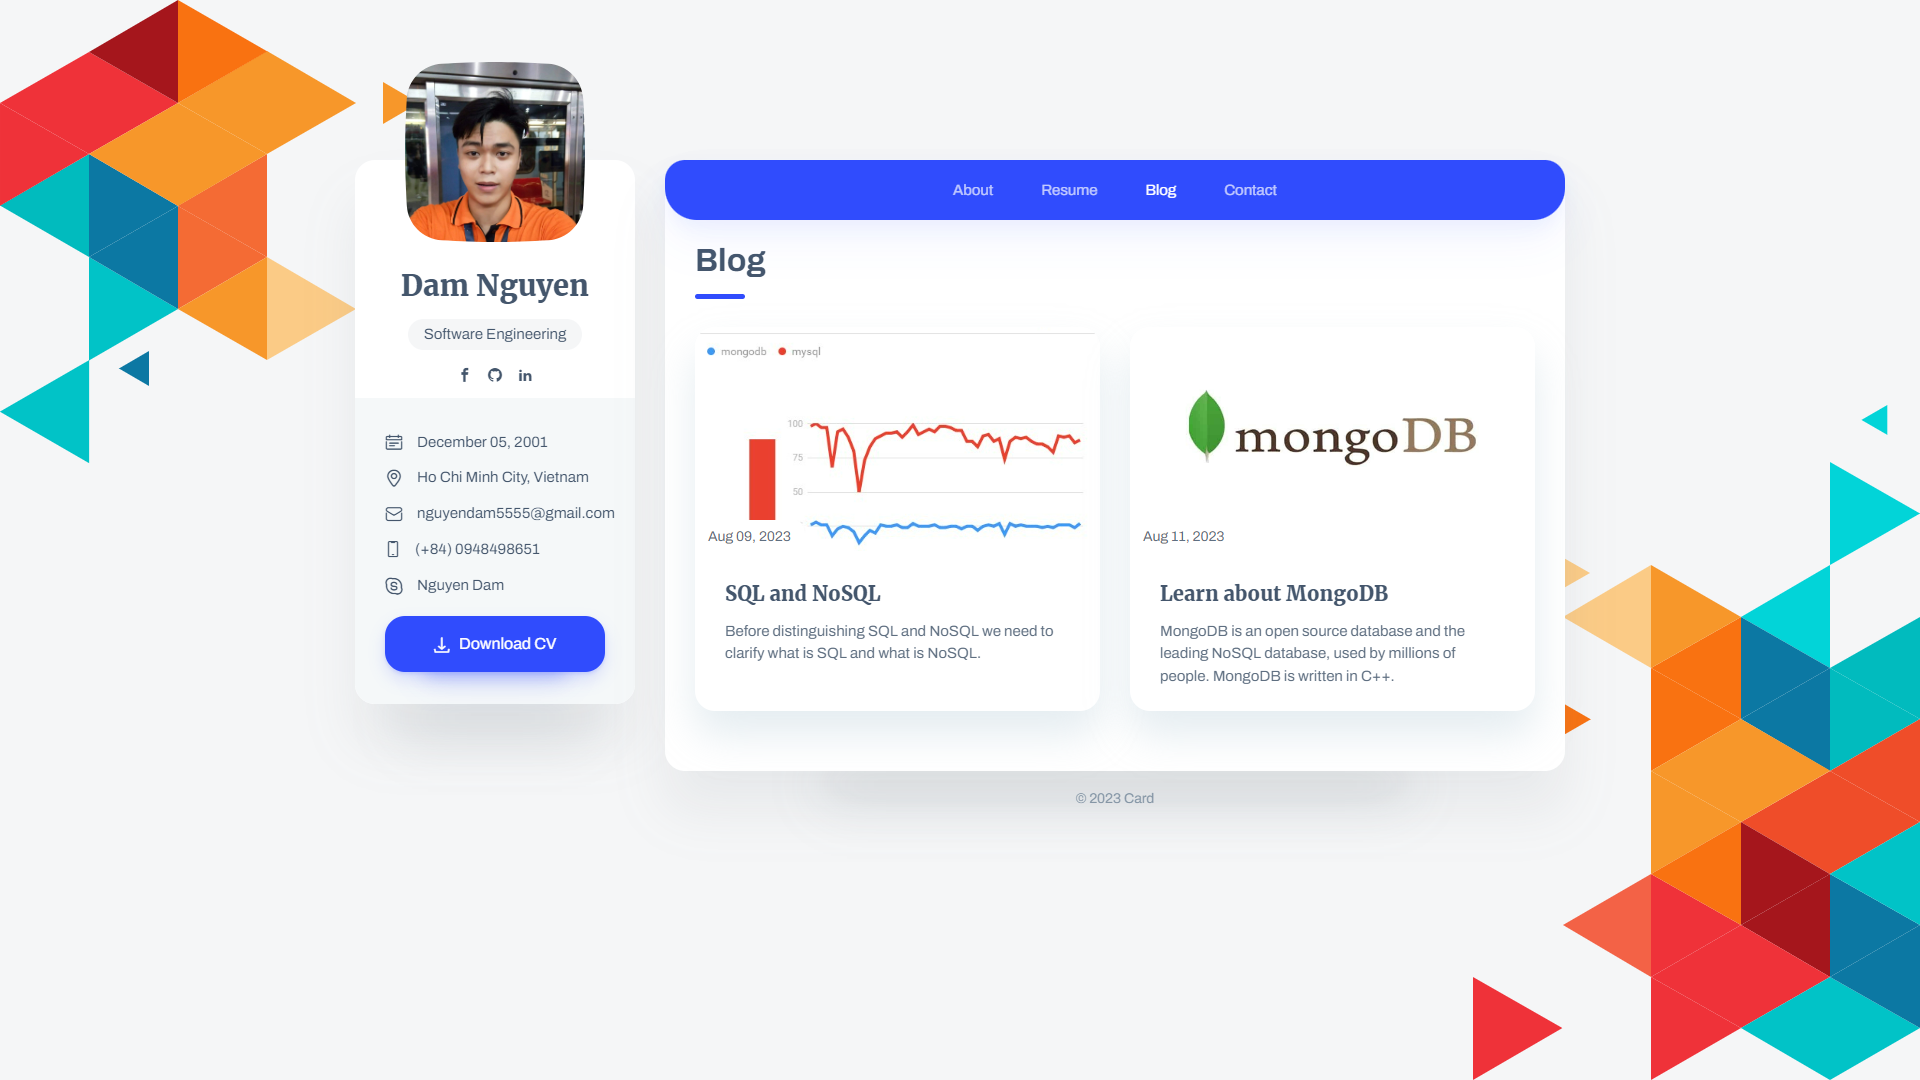 Dam Nguyen
Software Engineering
December 05, 2001
Ho Chi Minh City, Vietnam
nguyendam5555@gmail.com
(+84) 0948498651
Nguyen Dam
Download CV
About
Resume
Blog
Contact
Blog
mongodb
mysql
100
75
50
Aug 09, 2023
SQL and NoSQL
Before distinguishing SQL and NoSQL we need to
clarify what is SQL and what is NoSQL.
mongoDB
Aug 11, 2023
Learn about MongoDB
MongoDB is an open source database and the
leading NoSQL database, used by millions of
people. MongoDB is written in C++.
© 2023 Card